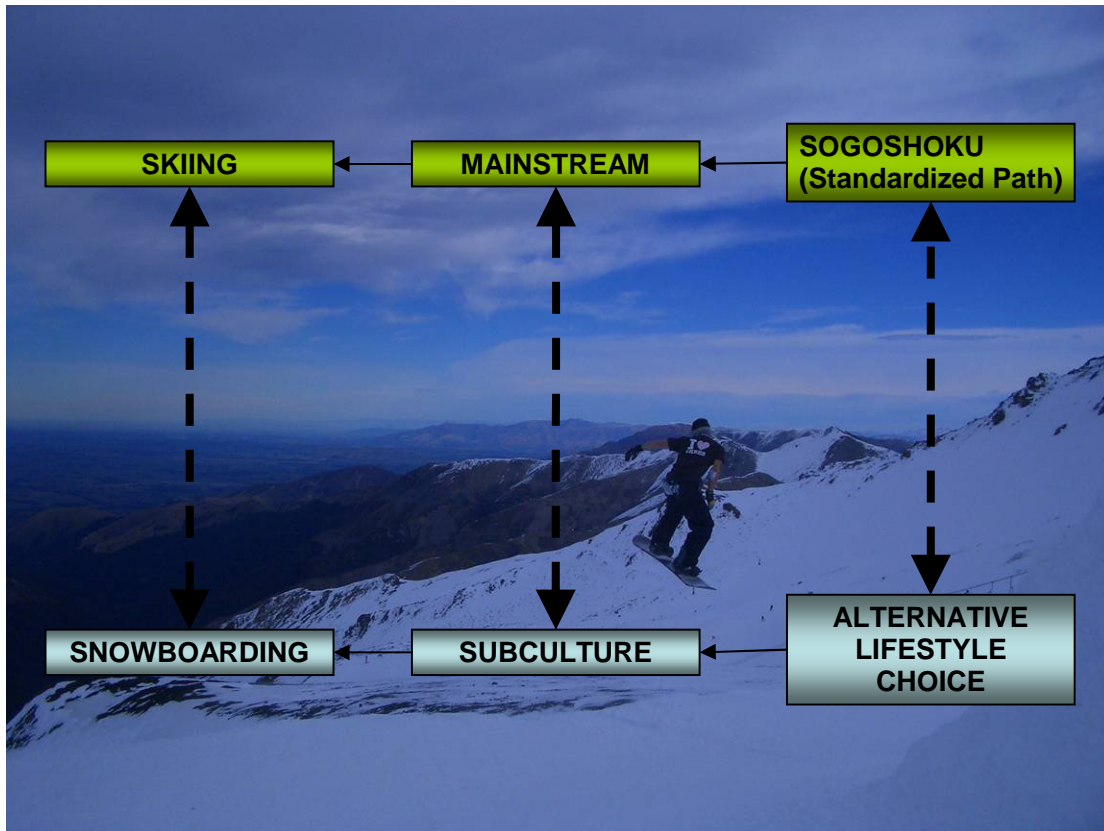 SKIING
MAINSTREAM
SOGOSHOKU
(Standardized Path)
I
SNOWBOARDING
SUBCULTURE
ALTERNATIVE
LIFESTYLE
CHOICE